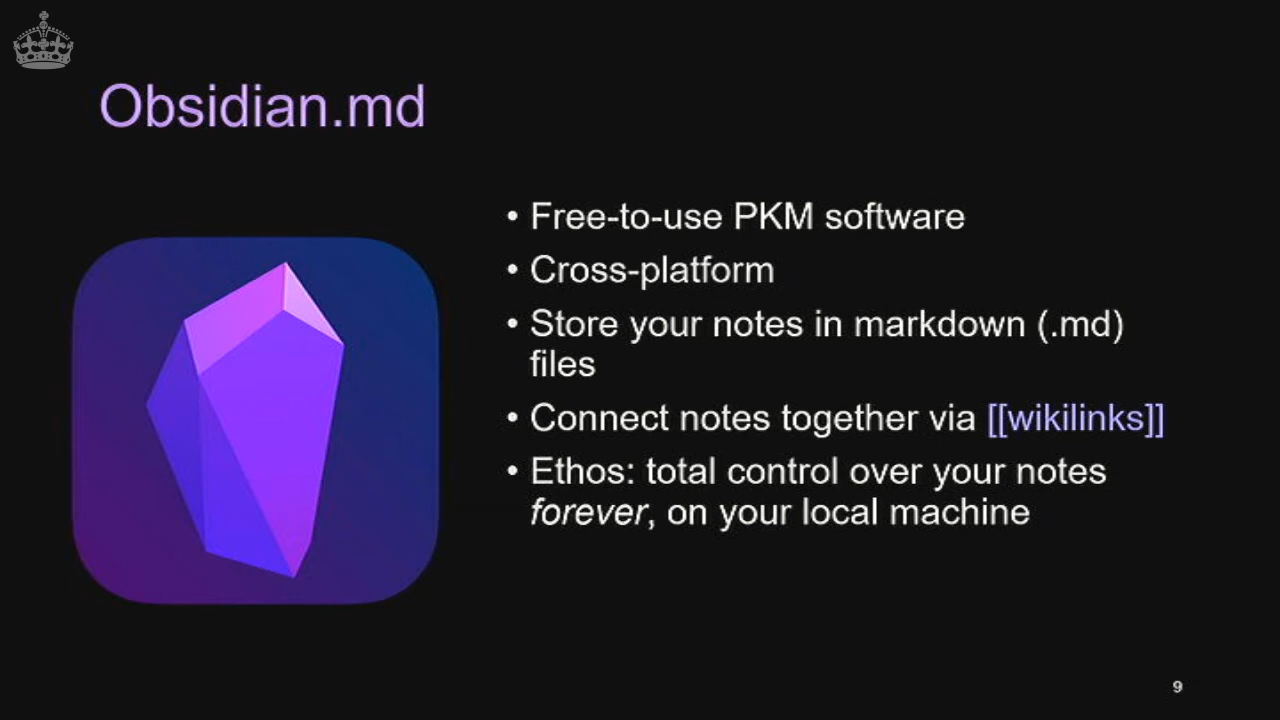 Obsidian.md
• Free-to-use PKM software
• Cross-platform
• Store your notes in markdown (.md)
files
• Connect notes together via [[wikilinks]]
• Ethos: total control over your notes
forever, on your local machine
9